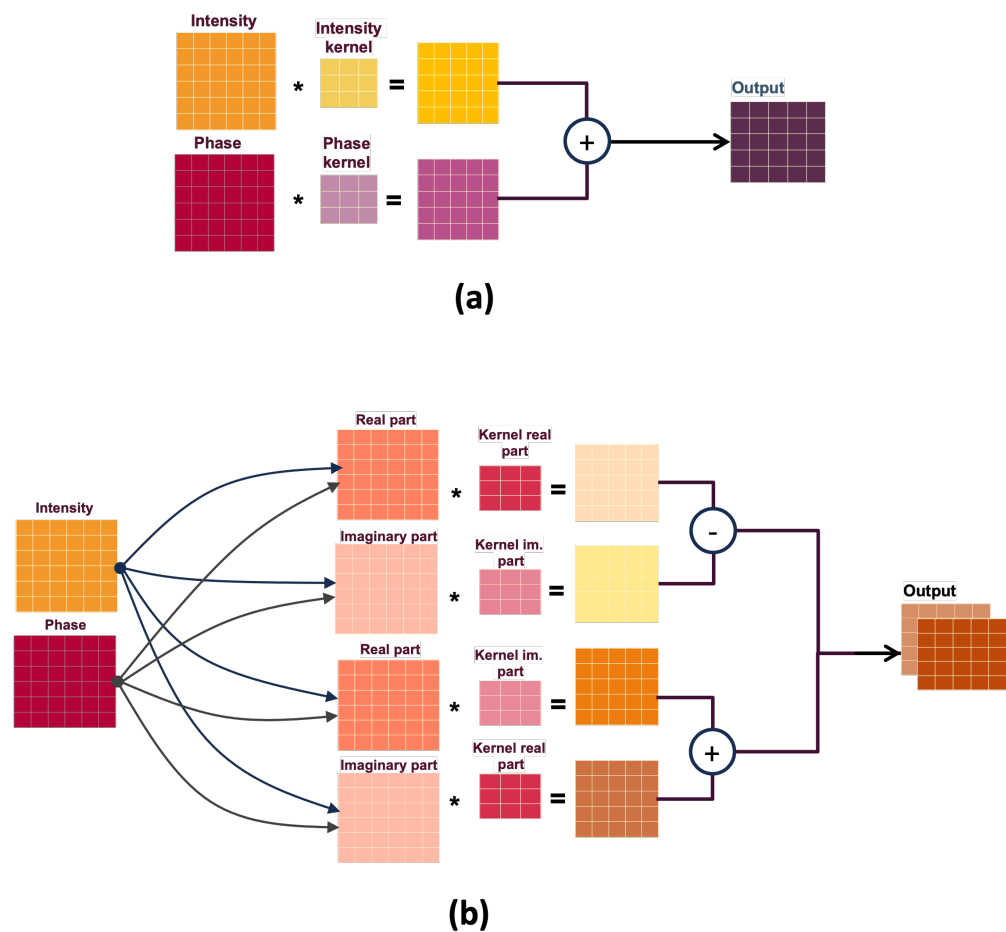 Intensity
Intensity
kernel
*
=
Output
+
Phase
Phase
kernel
*
=
(a)
Real part
Kernel real
part
*
=
Intensity
-
Imaginary part
Kernel im.
part
*
=
Output
Phase
Real part
Kernel im.
part
*
=
+
Imaginary part
Kernel real
part
*
=
(b)